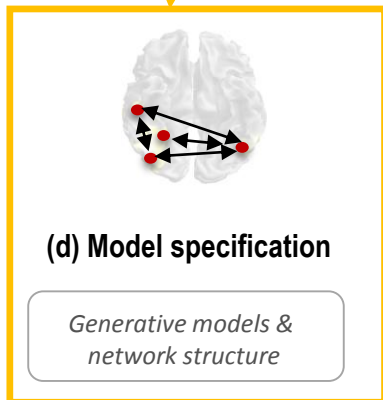 (d) Model specification
Generative models &
network structure